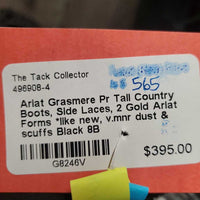 The Tack Collector
496908-4
565
Ariat Grasmere Pr Tall Country
Boots, Side Laces, 2 Gold Ariat
Forms *like new, v.mnr dust &
scuffs Black 8B
G8246V
$395.00